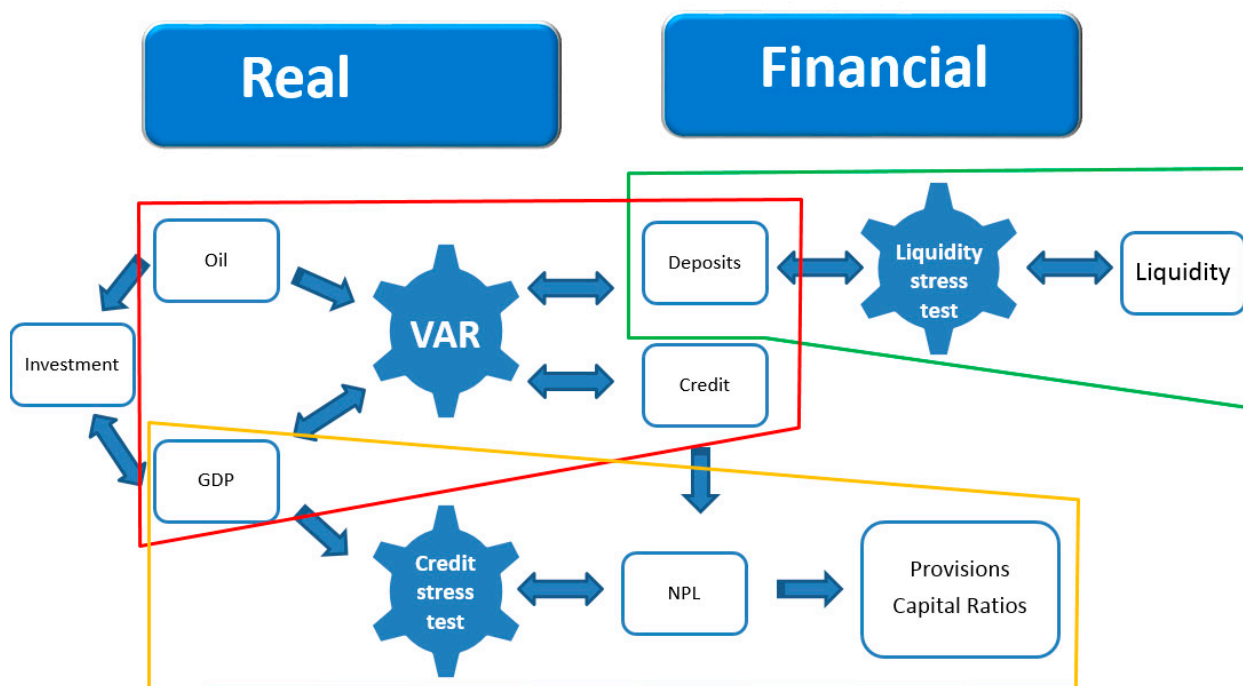 Real
Financial
Oil
Deposits
Liquidity
stress
test
Liquidity
VAR
Investment
Credit
GDP
Credit
stress
test
NPL
Provisions
Capital Ratios